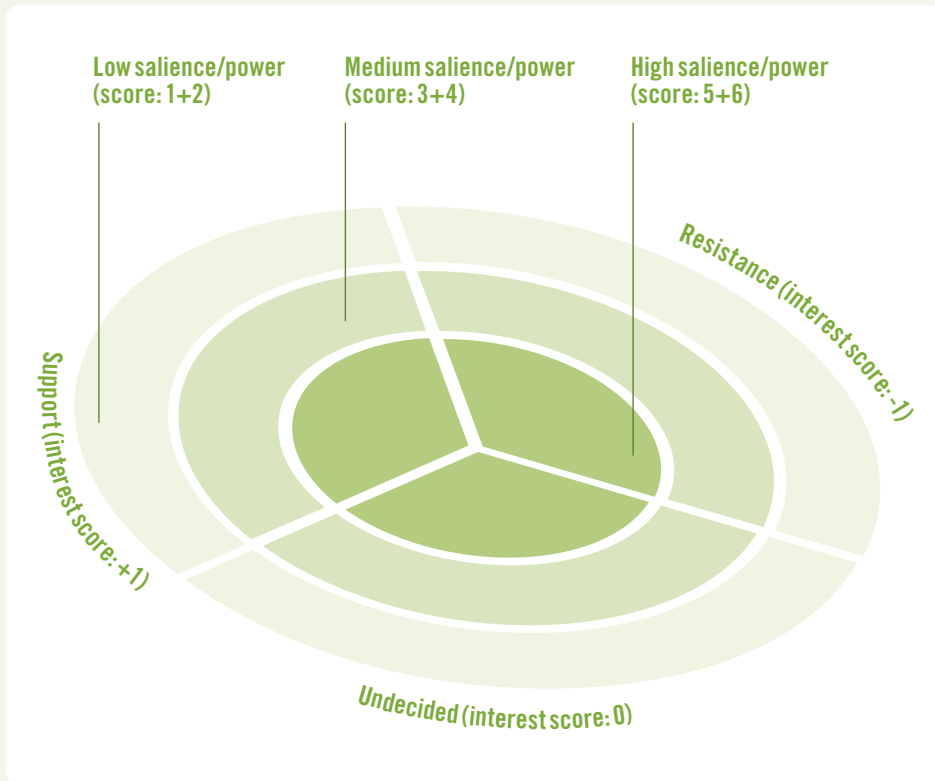 Low salience/power
(score: 1+2)
Medium salience/power
(score: 3+4)
High salience/power
(score: 5+6)
Resistance (interest score: -1)
Support (interest score: +1)
Undecided (interest score: 0)